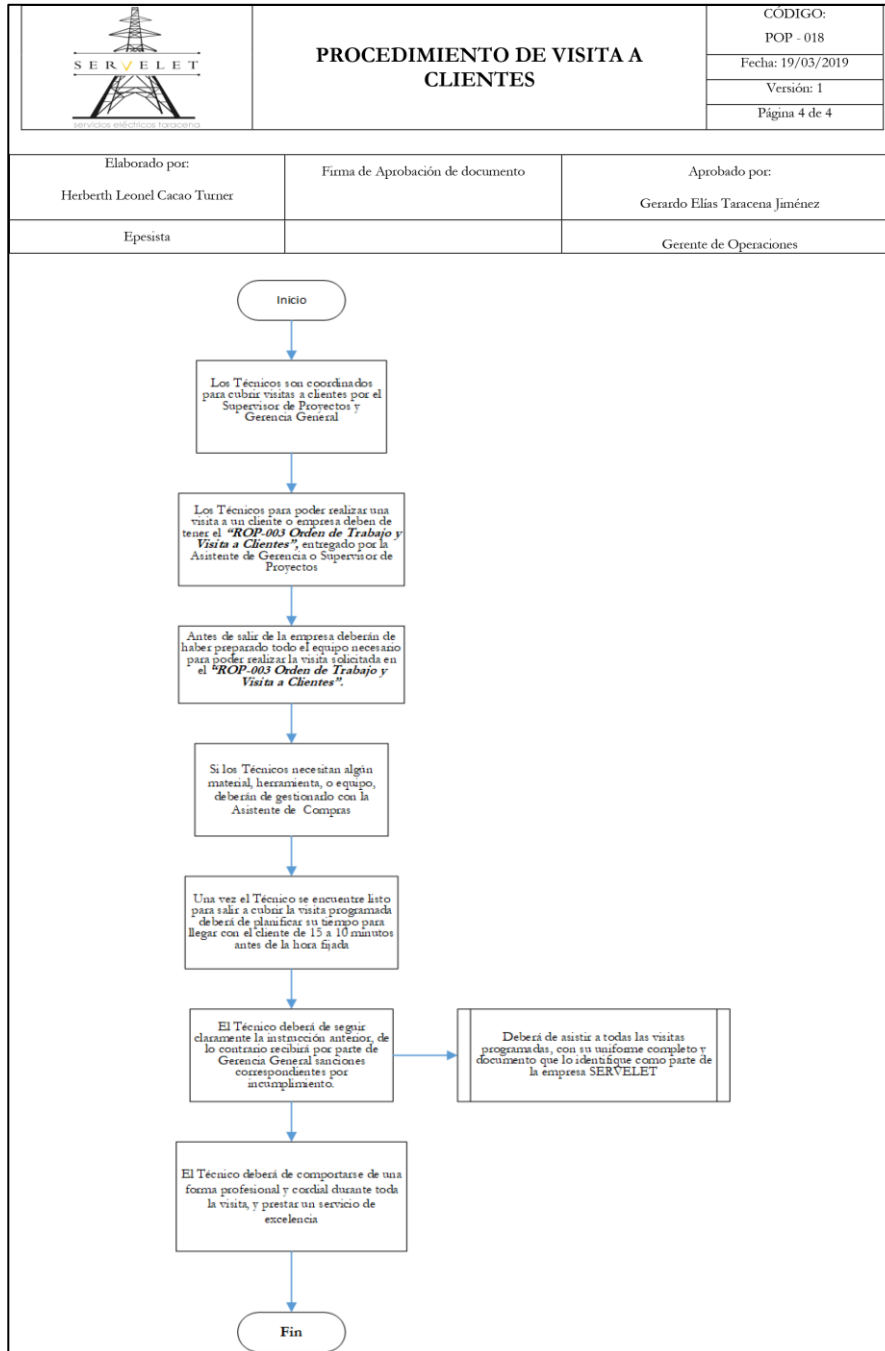 SERVELET
servicios eléctricos taracena
PROCEDIMIENTO DE VISITA A
CLIENTES
CÓDIGO:
POP - 018
Fecha: 19/03/2019
Versión: 1
Página 4 de 4
Elaborado por:
Herberth Leonel Cacao Turner
Firma de Aprobación de documento
Aprobado por:
Gerardo Elías Taracena Jiménez
Epesista
Gerente de Operaciones
Inicio
Los Técnicos son coordinados
para cubrir visitas a clientes por el
Supervisor de Proyectos y
Gerencia General
Los Técnicos para poder realizar una
visita a un cliente o empresa deben de
tener el “ROP-003 Orden de Trabajo y
Visita a Clientes”, entregado por la
Asistente de Gerencia o Supervisor de
Proyectos
Antes de salir de la empresa deberán de
haber preparado todo el equipo necesario
para poder realizar la visita solicitada en
el “ROP-003 Orden de Trabajo y
Visita a Clientes”.
Si los Técnicos necesitan algún
material, herramienta, o equipo,
deberán de gestionarlo con la
Asistente de Compras
Una vez el Técnico se encuentre listo
para salir a cubrir la visita programada
deberá de planificar su tiempo para
llegar con el cliente de 15 a 10 minutos
antes de la hora fijada
El Técnico deberá de seguir
claramente la instrucción anterior, de
lo contrario recibirá por parte de
Gerencia General sanciones
correspondientes por
incumplimiento.
Deberá de asistir a todas las visitas
programadas, con su uniforme completo y
documento que lo identifique como parte de
la empresa SERVELET
El Técnico deberá de comportarse de una
forma profesional y cordial durante toda
la visita, y prestar un servicio de
excelencia
Fin